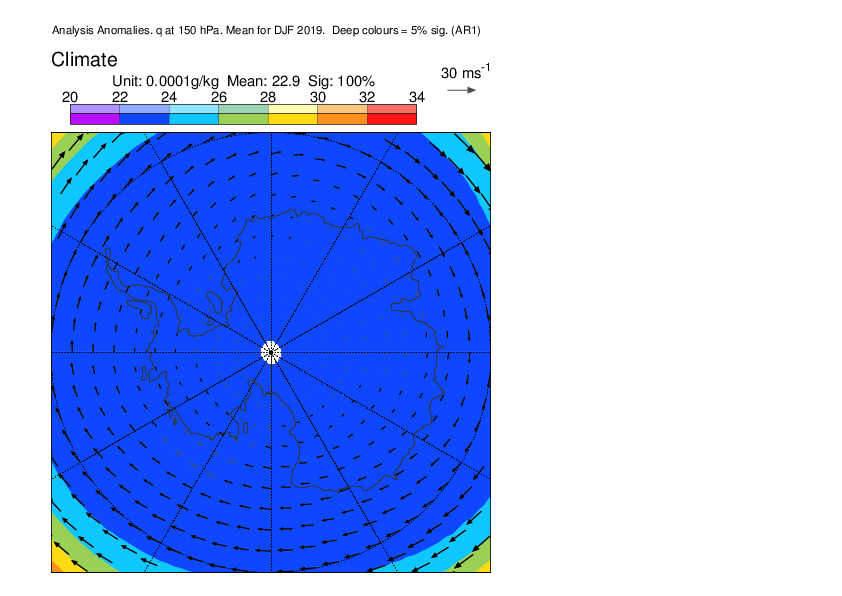 Analysis Anomalies. q at 150 hPa. Mean for DJF 2019.  Deep colours = 5% sig. (AR1)
Climate
30 ms-1
Unit: 0.0001g/kg  Mean: 22.9  Sig: 100%
20 22 24 26 28 30 32 34